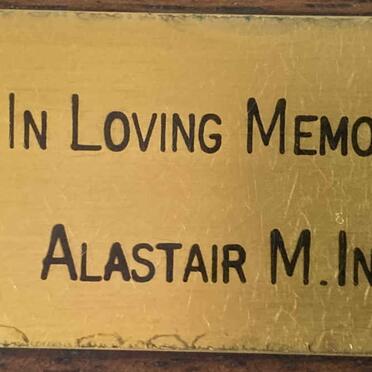 In Loving Memo
Alastair M. In